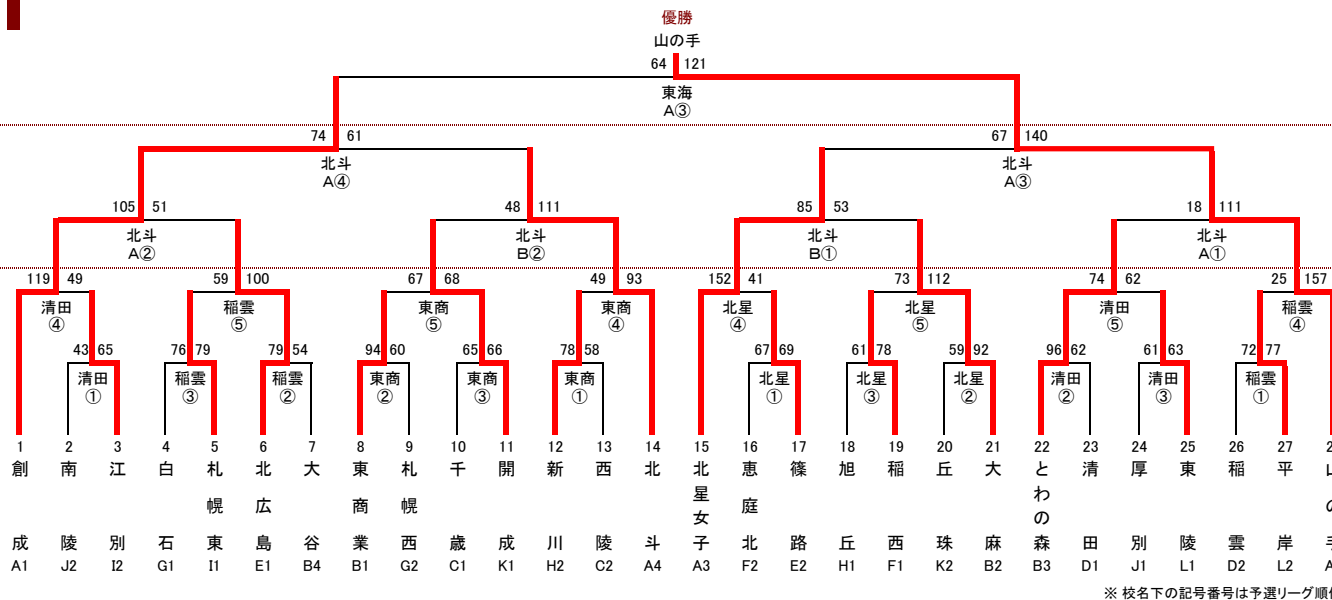 優勝
山の手
64 121
東海
A③
74 61
67 140
北斗
A④
北斗
A③
105 51
48 111
85 53
18 111
北斗
A②
北斗
B②
北斗
B①
北斗
A①
119 49
59 100
67 68
49 93
152 41
73 112
74 62
25 157
清田
④
稲雲
⑤
東商
⑤
東商
④
北星
④
北星
⑤
清田
⑤
稲雲
④
43 65
76 79
79 54
94 60
65 66
78 58
67 69
61 78
59 92
96 62
61 63
72 77
清田
①
稲雲
③
稲雲
②
東商
②
東商
③
東商
①
北星
①
北星
③
北星
②
清田
②
清田
③
稲雲
①
1 2 3 4 5 6 7 8 9 10 11 12 13 14 15 16 17 18 19 20 21 22 23 24 25 26 27
創成
南陵
江別
白石
札幌東
北広島
大谷
東商業
札幌西
千歳
開成
新川
西陵
北斗
北星女子
恵庭北
篠路
旭丘
稲西
丘珠
大麻
とわの森
清田
厚別
東陵
稲雲
平岸
山の手
A1 J2 I2 G1 I1 E1 B4 B1 G2 C1 K1 H2 C2 A4 A3 F2 E2 H1 F1 K2 B2 B3 D1 J1 L1 D2 L2
※ 校名下の記号番号は予選リーグ順